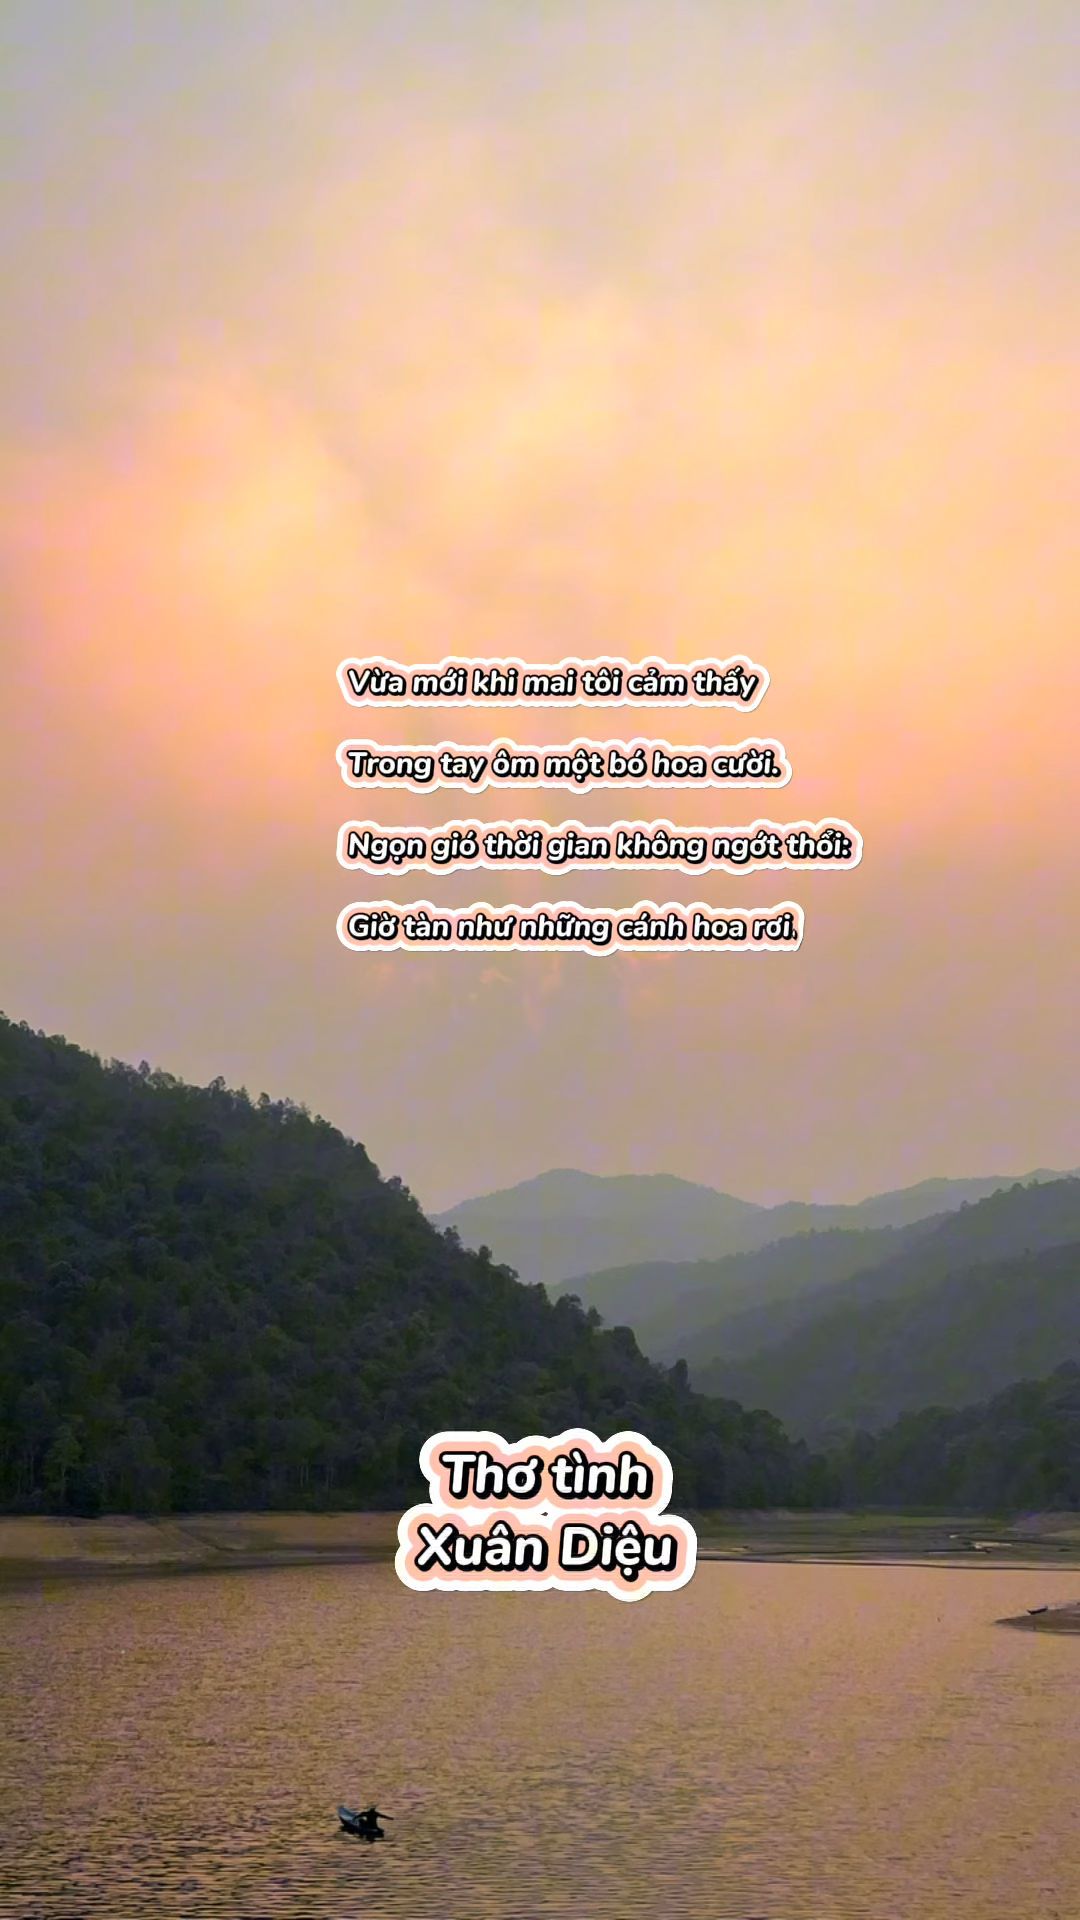 Vừa mới khi mai tôi cảm thấy
Trong tay ôm một bó hoa cười.
Ngọn gió thời gian không ngớt thổi:
Giờ tàn như những cánh hoa rơi.
Thơ tình
Xuân Diệu